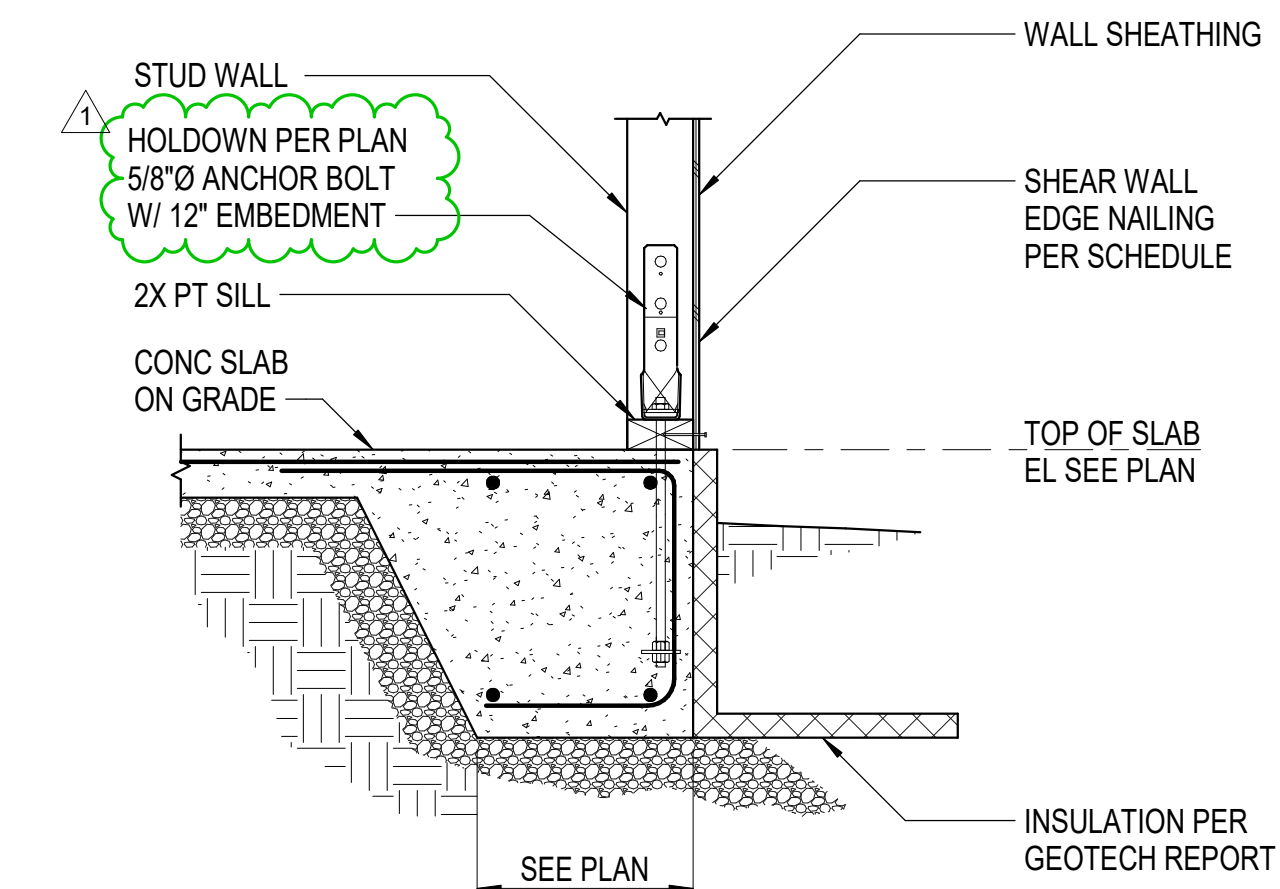 STUD WALL
1
HOLDOWN PER PLAN
5/8"Ø ANCHOR BOLT
W/ 12" EMBEDMENT
2X PT SILL
CONC SLAB
ON GRADE
WALL SHEATHING
SHEAR WALL
EDGE NAILING
PER SCHEDULE
TOP OF SLAB
EL SEE PLAN
INSULATION PER
GEOTECH REPORT
SEE PLAN